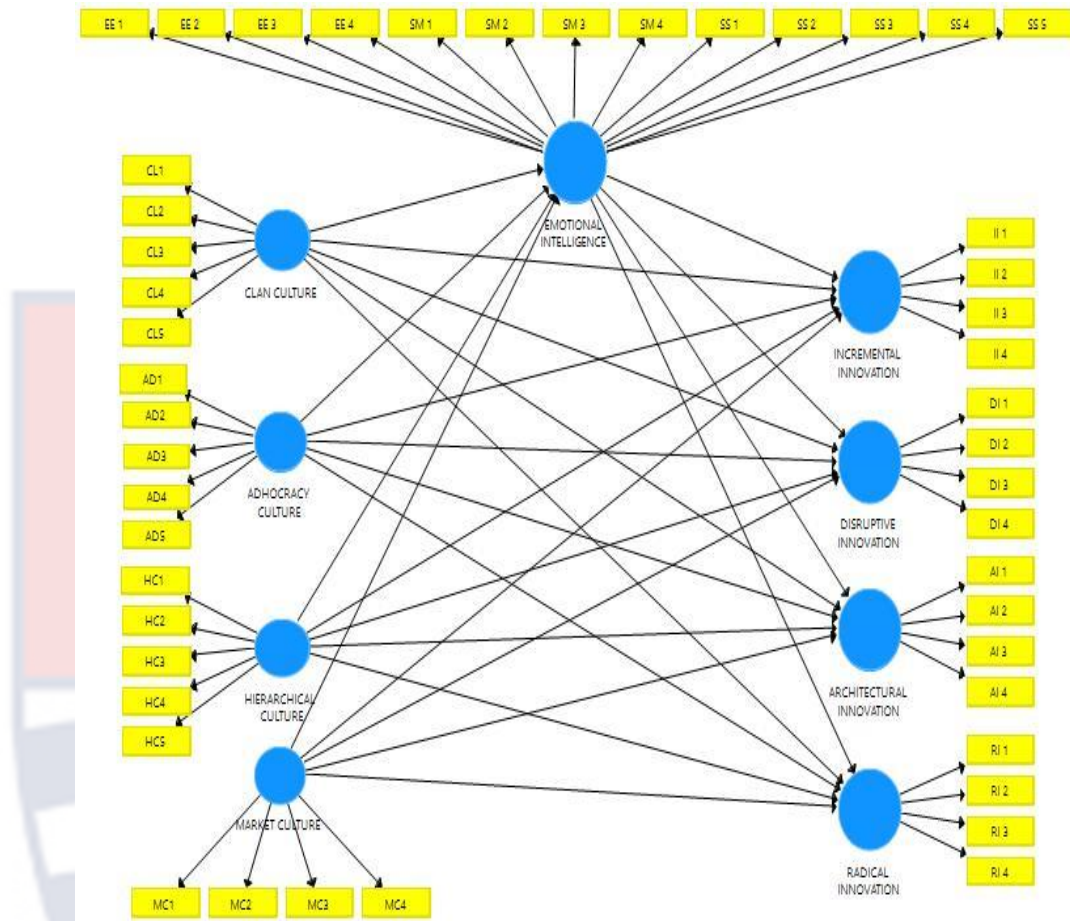 EE 1
EE 2
EE 3
EE 4
SM 1
SM 2
SM 3
SM 4
SS 1
SS 2
SS 3
SS 4
SS 5
EMOTIONAL
INTELLIGENCE
CL1
CL2
CL3
CL4
CL5
CLAN CULTURE
AD1
AD2
AD3
AD4
AD5
ADHOCRACY
CULTURE
HC1
HC2
HC3
HC4
HC5
HIERARCHICAL
CULTURE
MARKET CULTURE
MC1
MC2
MC3
MC4
II 1
II 2
II 3
II 4
INCREMENTAL
INNOVATION
DI 1
DI 2
DI 3
DI 4
DISRUPTIVE
INNOVATION
AI 1
AI 2
AI 3
AI 4
ARCHITECTURAL
INNOVATION
RI 1
RI 2
RI 3
RI 4
RADICAL
INNOVATION